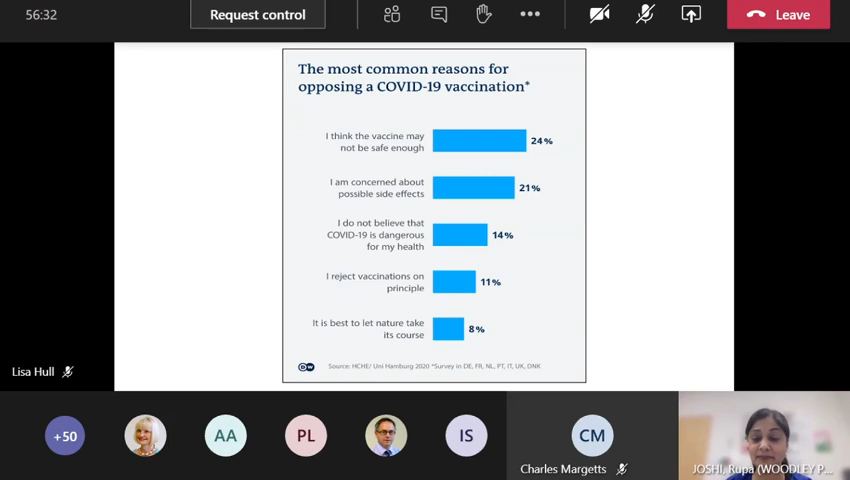 56:32
Request control
Leave
The most common reasons for
opposing a COVID-19 vaccination*
I think the vaccine may
not be safe enough
24%
I am concerned about
possible side effects
21%
I do not believe that
COVID-19 is dangerous
for my health
14%
I reject vaccinations on
principle
11%
It is best to let nature take
its course
8%
DW
Source: HCHE/ Uni Hamburg 2020 *Survey in DE, FR, NL, PT, IT, UK, DNK
Lisa Hull
+50
AA
PL
IS
CM
Charles Margetts
JOSHI, Rupa (WOODLEY P...